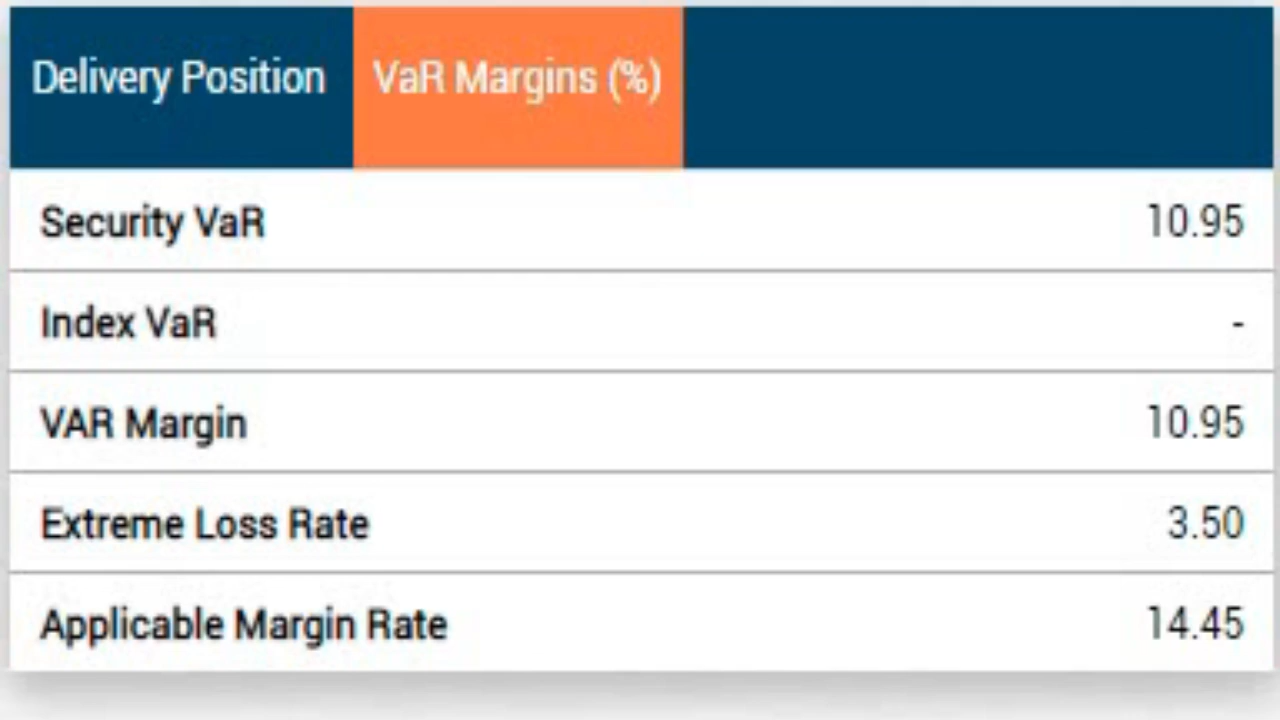 Delivery Position VaR Margins (%)
Security VaR 10.95
Index VaR -
VAR Margin 10.95
Extreme Loss Rate 3.50
Applicable Margin Rate 14.45